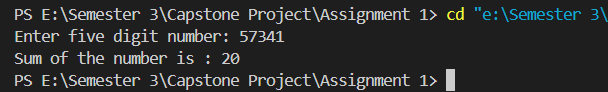 PS E:\Semester 3\Capstone Project\Assignment 1> cd "e:\Semester 3\
Enter five digit number: 57341
Sum of the number is : 20
PS E:\Semester 3\Capstone Project\Assignment 1>